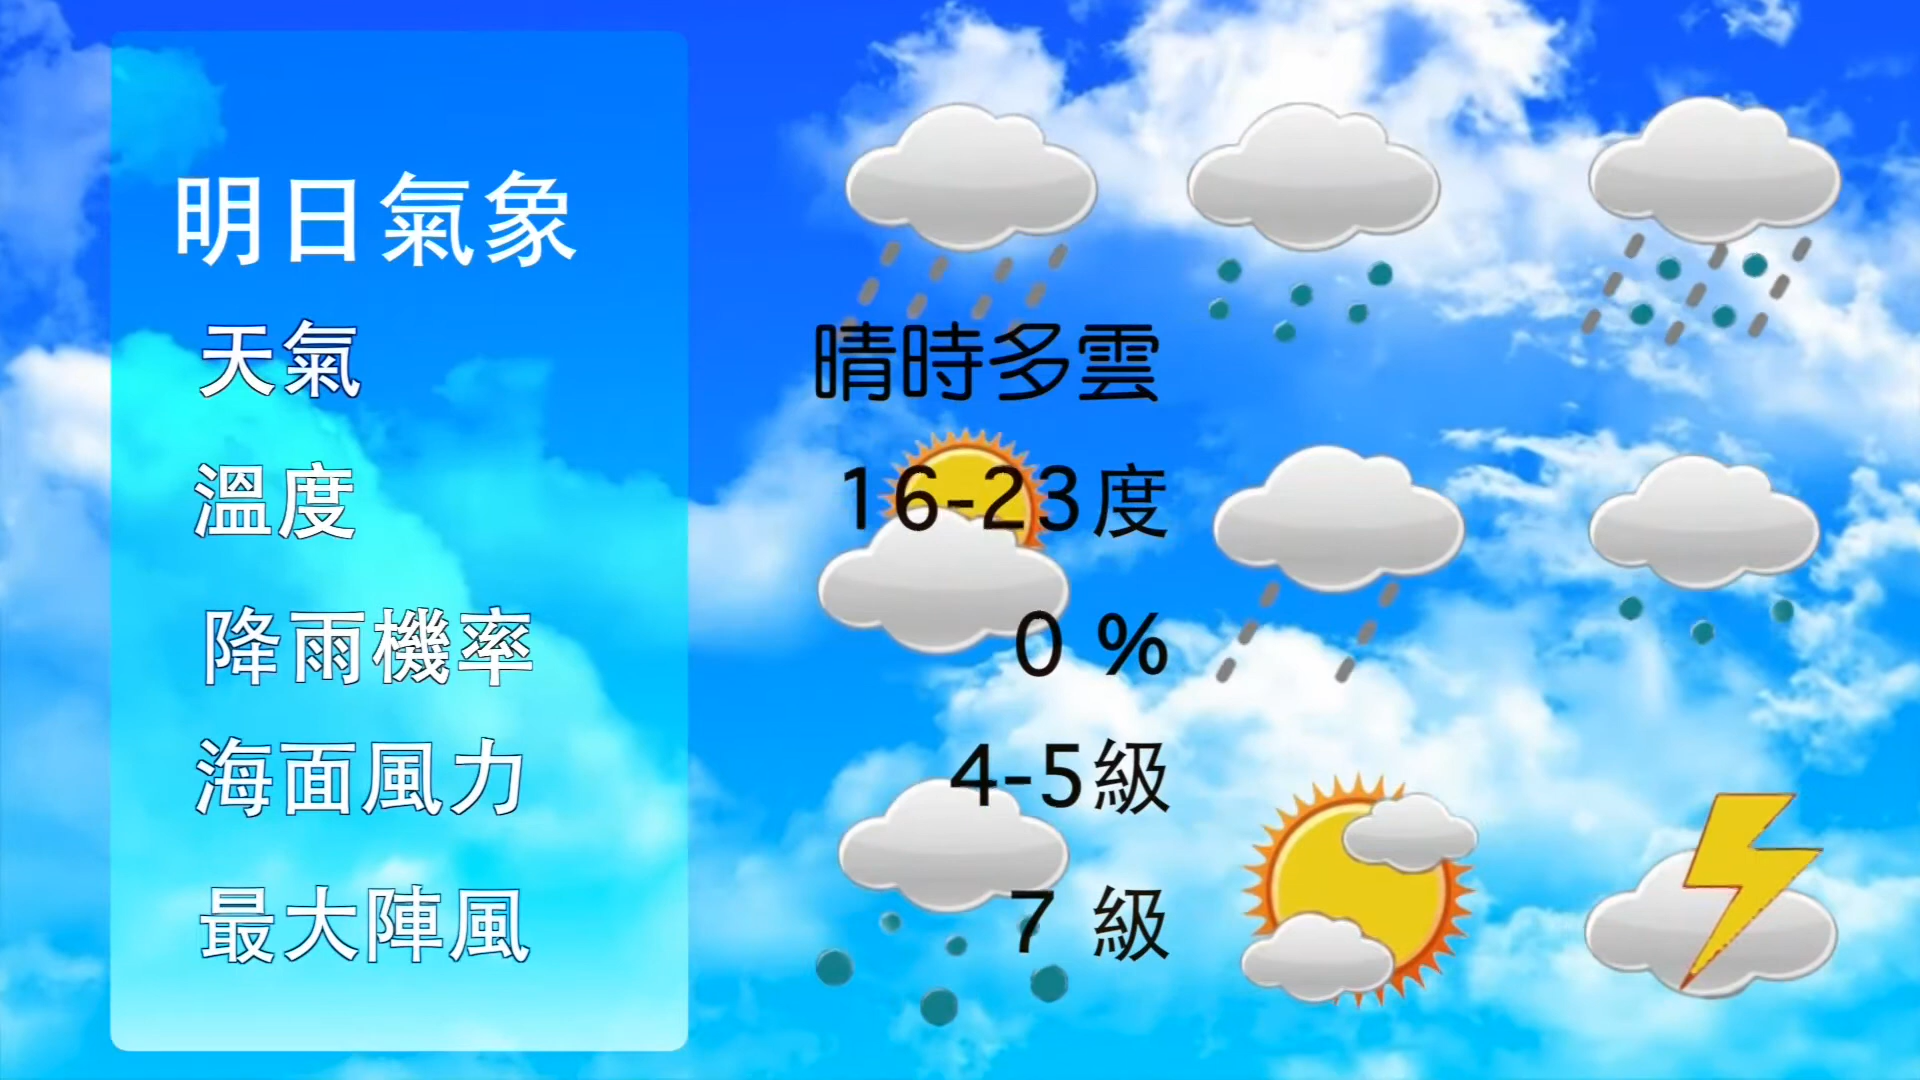 明日氣象
天氣 晴時多雲
溫度 16-23度
降雨機率 0 %
海面風力 4-5級
最大陣風 7 級